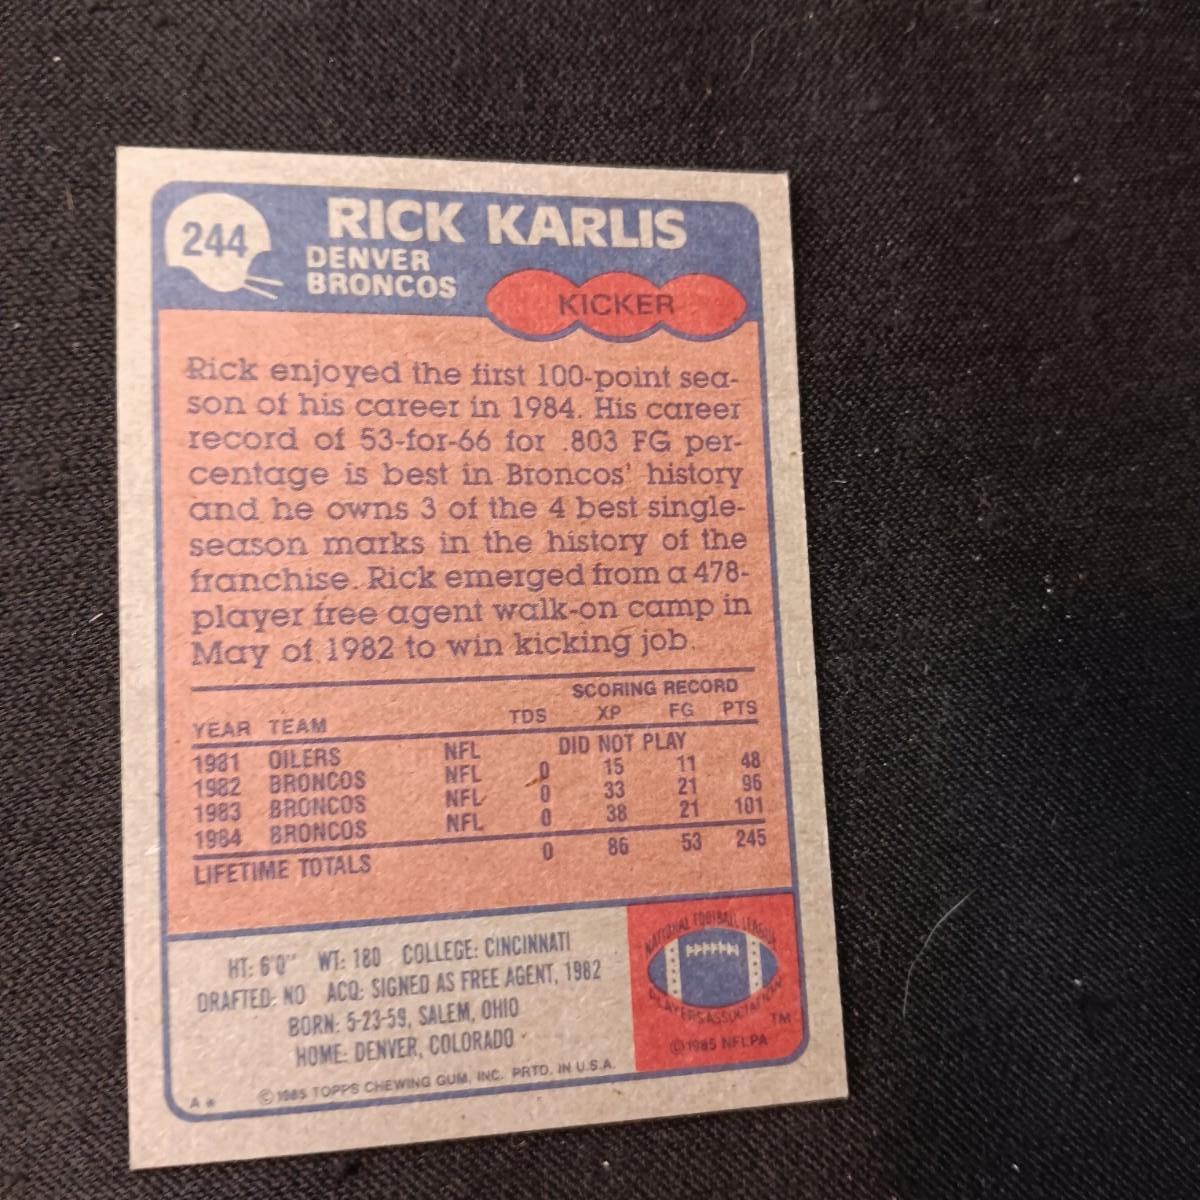 244
RICK KARLIS
DENVER
BRONCOS
KICKER
Rick enjoyed the first 100-point sea-
son of his career in 1984. His career
record of 53-for-66 for .803 FG per-
centage is best in Broncos' history
and he owns 3 of the 4 best single-
season marks in the history of the
franchise. Rick emerged from a 478-
player free agent walk-on camp in
May of 1982 to win kicking job.
SCORING RECORD
YEAR TEAM TDS XP FG PTS
1981 OILERS NFL DID NOT PLAY
1982 BRONCOS NFL 0 15 11 48
1983 BRONCOS NFL 0 33 21 96
1984 BRONCOS NFL 0 38 21 101
LIFETIME TOTALS 0 86 53 245
HT: 6'0" WT: 180 COLLEGE: CINCINNATI
DRAFTED: NO ACQ: SIGNED AS FREE AGENT, 1982
BORN: 5-23-59, SALEM, OHIO
HOME: DENVER, COLORADO
A * © 1985 TOPPS CHEWING GUM, INC. PRTD. IN U.S.A.
NATIONAL FOOTBALL LEAGUE
PLAYERS ASSOCIATION
TM
© 1985 NFLPA